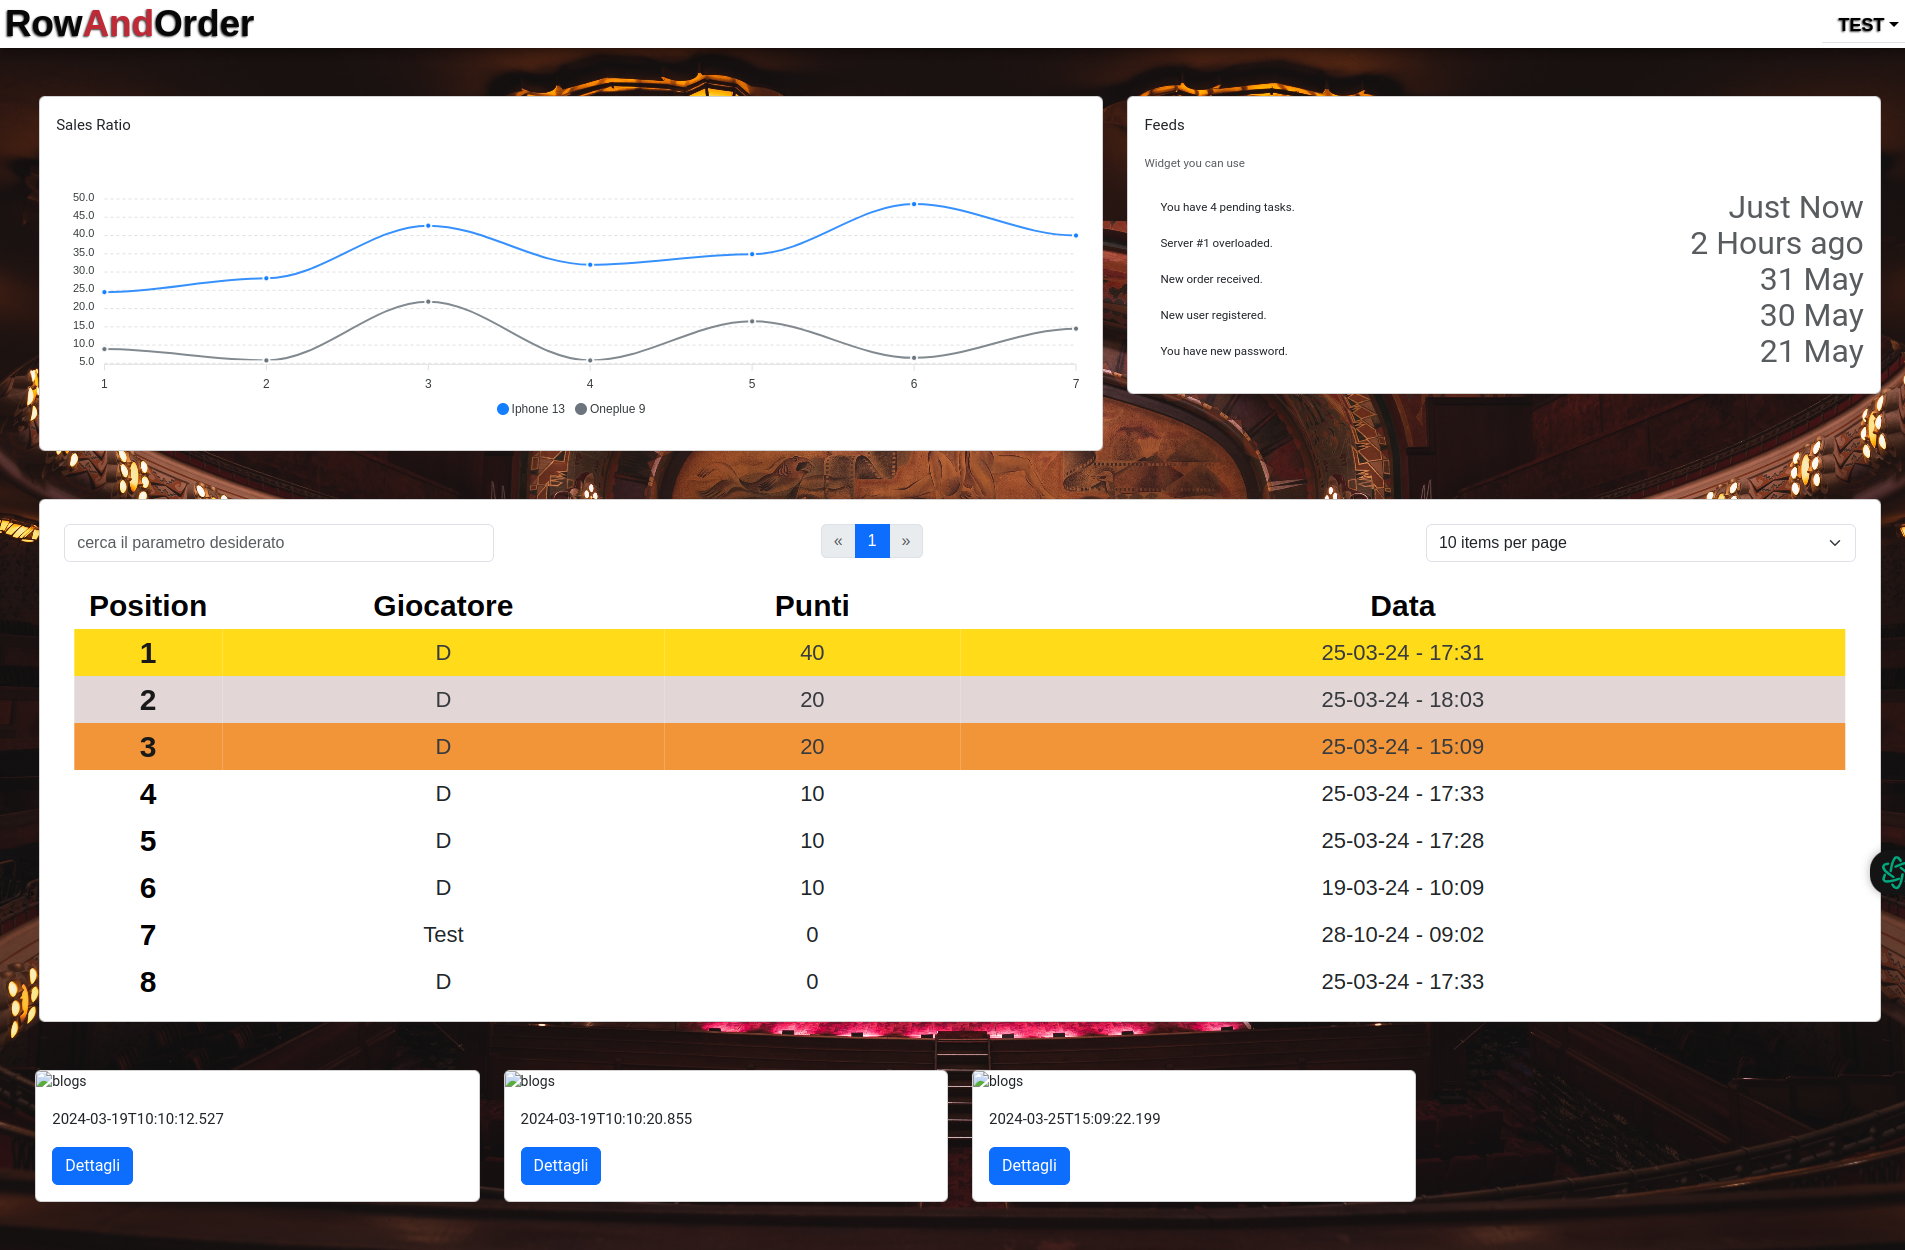 RowAndOrder
TEST
Sales Ratio
50.0
45.0
40.0
35.0
30.0
25.0
20.0
15.0
10.0
5.0
1 2 3 4 5 6 7
Iphone 13 Oneplue 9
Feeds
Widget you can use
You have 4 pending tasks. Just Now
Server #1 overloaded. 2 Hours ago
New order received. 31 May
New user registered. 30 May
You have new password. 21 May
cerca il parametro desiderato « 1 » 10 items per page
Position Giocatore Punti Data
1 D 40 25-03-24 - 17:31
2 D 20 25-03-24 - 18:03
3 D 20 25-03-24 - 15:09
4 D 10 25-03-24 - 17:33
5 D 10 25-03-24 - 17:28
6 D 10 19-03-24 - 10:09
7 Test 0 28-10-24 - 09:02
8 D 0 25-03-24 - 17:33
blogs
2024-03-19T10:10:12.527
Dettagli
blogs
2024-03-19T10:10:20.855
Dettagli
blogs
2024-03-25T15:09:22.199
Dettagli